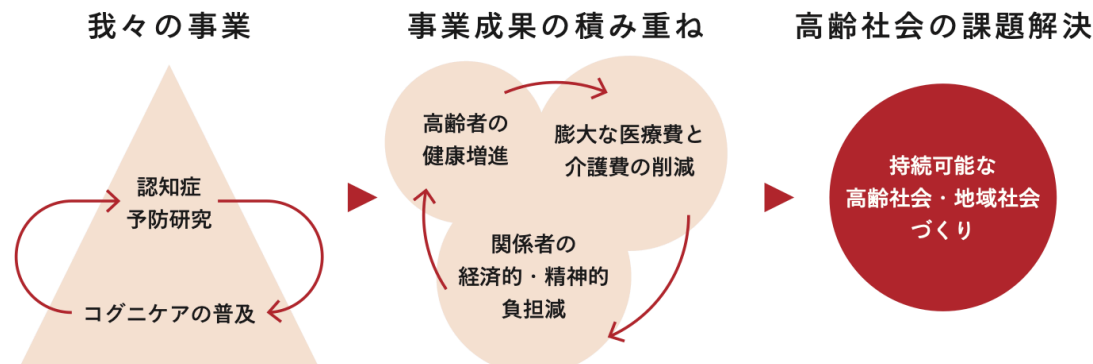 我々の事業
認知症
予防研究
コグニケアの普及
事業成果の積み重ね
高齢者の
健康増進
膨大な医療費と
介護費の削減
関係者の
経済的・精神的
負担減
高齢社会の課題解決
持続可能な
高齢社会・地域社会
づくり